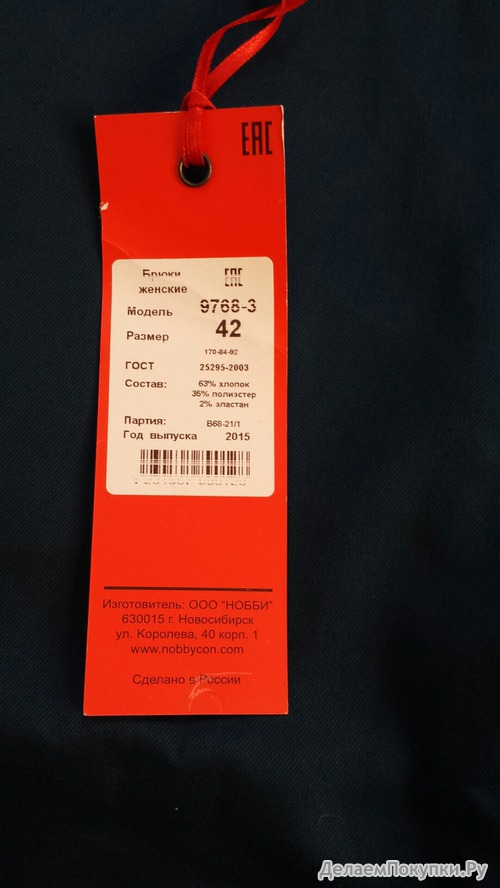 ЕАС
Брюки женские ЕАС
Модель 9768-3
Размер 42
170-84-92
ГОСТ 25295-2003
Состав: 63% хлопок
35% полиэстер
2% эластан
Партия: В68-21/1
Год выпуска 2015
Изготовитель: ООО "НОББИ"
630015 г. Новосибирск
ул. Королева, 40 корп. 1
www.nobbycon.com
Сделано в России
ДелаемПокупки.Ру